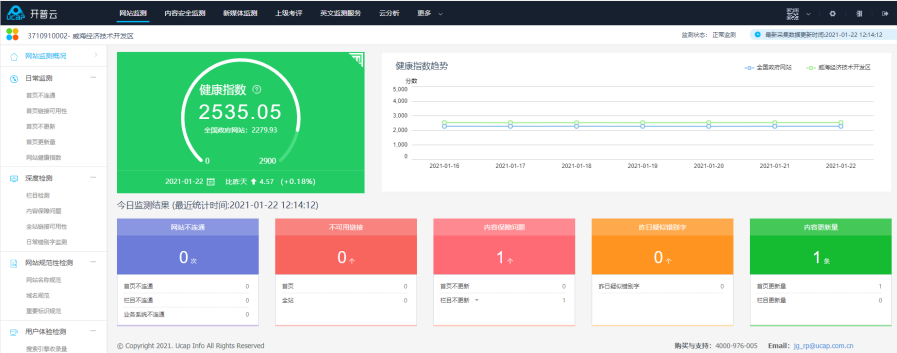 UCAP 开普云 网站监测 内容安全监测 新媒体监测 上级考评 英文监测服务 云分析 更多
3710910002- 威海经济技术开发区 监测状态： 正常监测 最新采集数据更新时间:2021-01-22 12:14:12
网站监测概况
日常监测
首页不连通
首页链接可用性
首页不更新
首页更新量
网站健康指数
深度检测
栏目检测
内容保障问题
全站链接可用性
日常错别字监测
网站规范性检测
网站名称规范
域名规范
重要标识规范
用户体验检测
搜索引擎收录量
健康指数
2535.05
全国政府网站：2279.93
0 2900
2021-01-22 比昨天 4.57 (+0.18%)
健康指数趋势
全国政府网站 威海经济技术开发区
分数
5,000
4,000
3,000
2,000
1,000
0
2021-01-16 2021-01-17 2021-01-18 2021-01-19 2021-01-20 2021-01-21 2021-01-22
今日监测结果 (最近统计时间:2021-01-22 12:14:12)
网站不连通
0 次
首页不连通 0
栏目不连通 0
业务系统不连通 0
不可用链接
0 个
首页 0
全站 0
内容保障问题
1 个
首页不更新 0
栏目不更新 1
昨日疑似错别字
0 个
昨日疑似错别字 0
内容更新量
1 条
首页更新量 1
栏目更新量 0
© Copyright 2021. Ucap Info All Rights Reserved 购买与支持： 4000-976-005 Email： jg_rp@ucap.com.cn